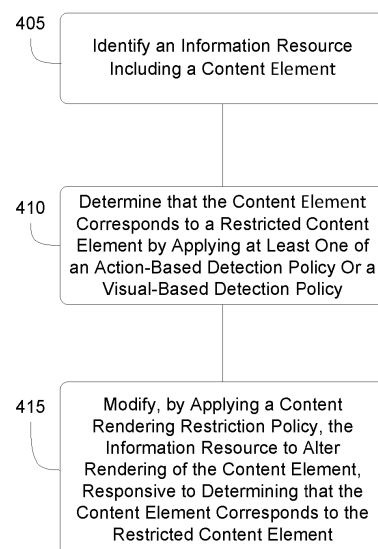 405
Identify an Information Resource
Including a Content Element
410
Determine that the Content Element
Corresponds to a Restricted Content
Element by Applying at Least One of
an Action-Based Detection Policy Or a
Visual-Based Detection Policy
415
Modify, by Applying a Content
Rendering Restriction Policy, the
Information Resource to Alter
Rendering of the Content Element,
Responsive to Determining that the
Content Element Corresponds to the
Restricted Content Element